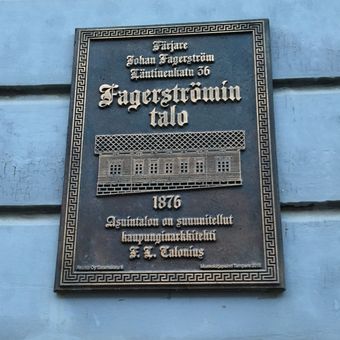 Färjare
Johan Fagerström
Läntinenkatu 36
Fagerströmin
talo
1876
Asuintalon on suunnitellut
kaupunginarkkitehti
F. L. Calonius